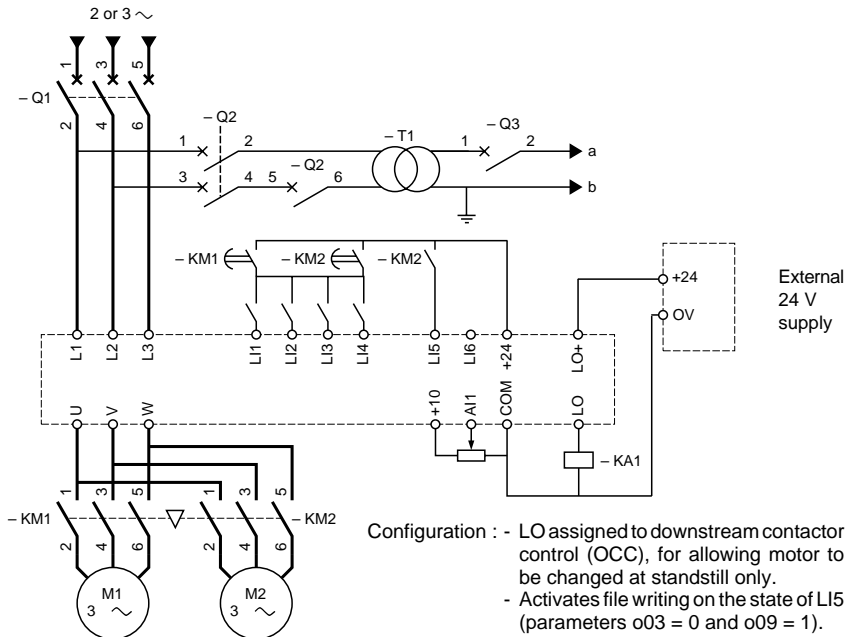 2 or 3 ~
1 3 5
– Q1
2 4 6
– Q2
1 2
– T1
– Q3
1 2
a
3 4 5 6
– Q2
b
– KM1
– KM2
– KM2
+24
OV
External
24 V
supply
L1 L2 L3 LI1 LI2 LI3 LI4 LI5 LI6 +24 LO+
U V W +10 AI1 COM LO
– KA1
1 3 5 1 3 5
– KM1
– KM2
2 4 6 2 4 6
M1
3 ~
M2
3 ~
Configuration : - LO assigned to downstream contactor
control (OCC), for allowing motor to
be changed at standstill only.
- Activates file writing on the state of LI5
(parameters o03 = 0 and o09 = 1).